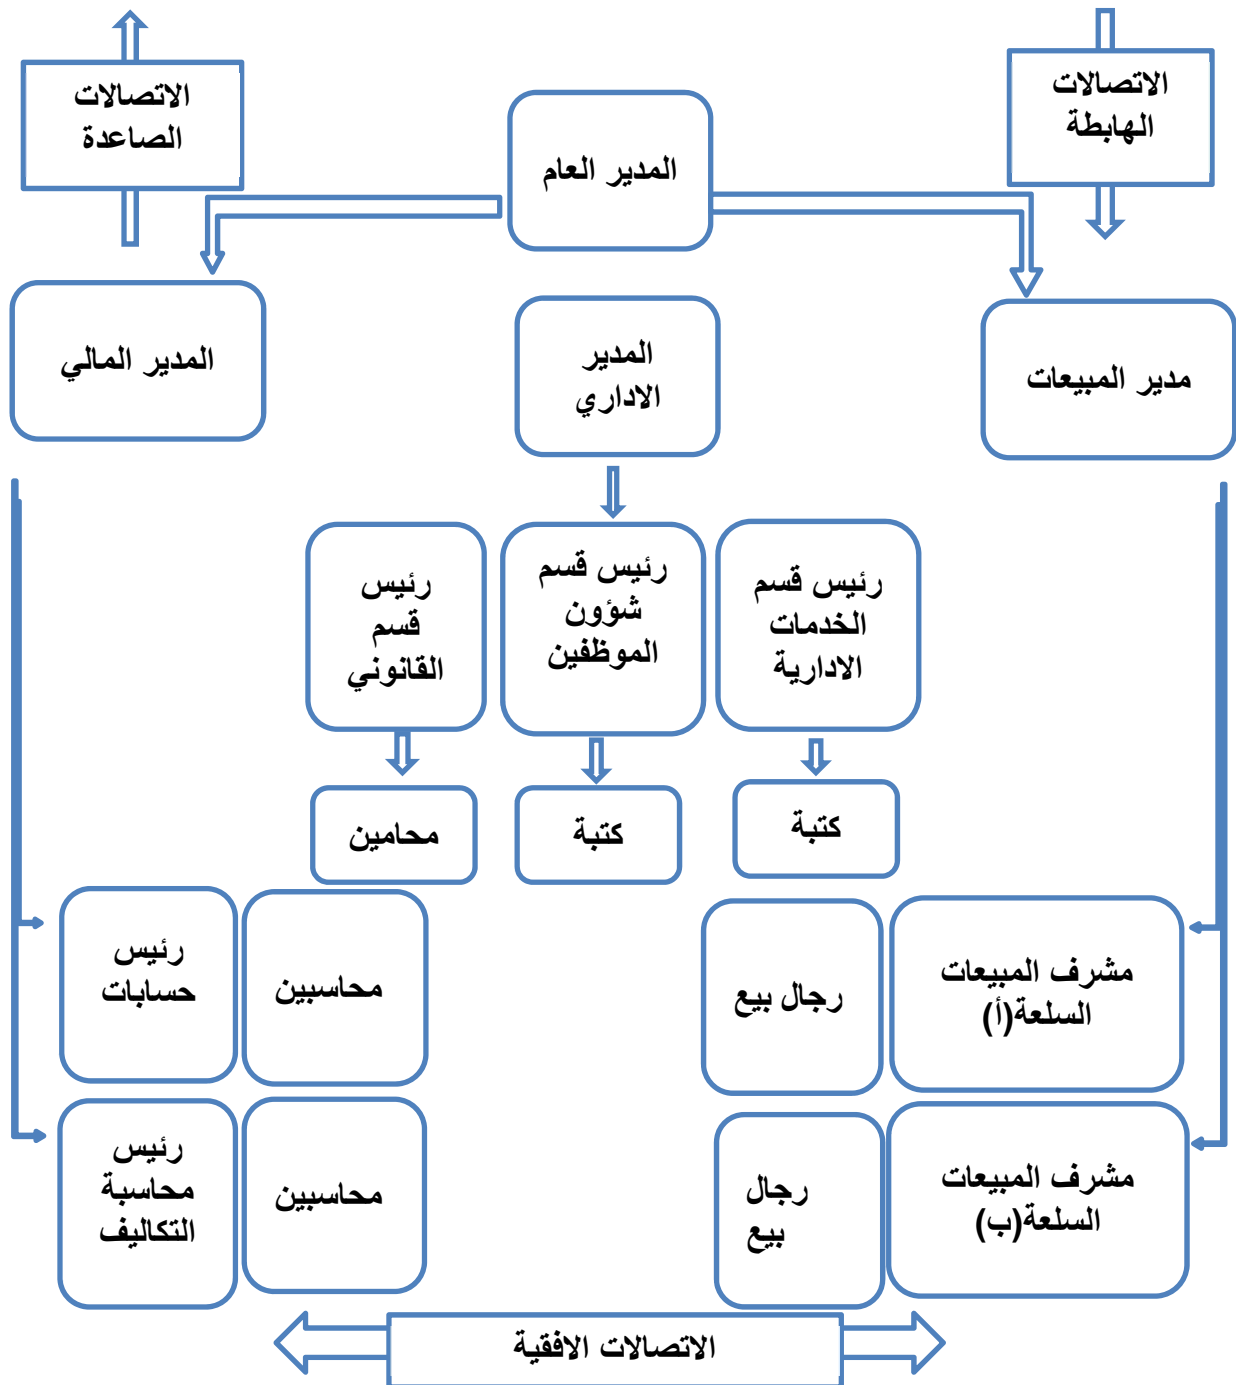 الاتصالات
الهابطة
الاتصالات
الصاعدة
المدير العام
مدير المبيعات
المدير
الاداري
المدير المالي
رئيس قسم
الخدمات
الادارية
رئيس قسم
شؤون
الموظفين
رئيس
قسم
القانوني
كتبة
كتبة
محامين
مشرف المبيعات
السلعة(أ)
رجال بيع
محاسبين
رئيس
حسابات
مشرف المبيعات
السلعة(ب)
رجال
بيع
محاسبين
رئيس
محاسبة
التكاليف
الاتصالات الافقية